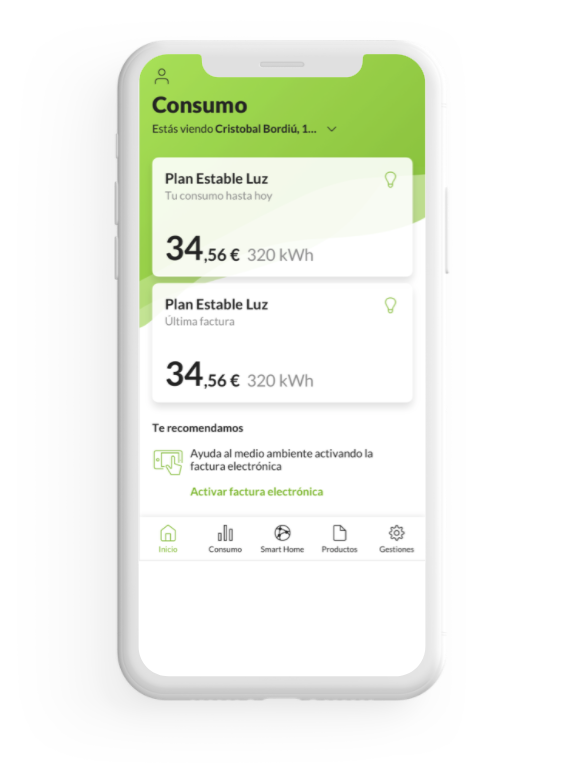 Consumo
Estás viendo Cristobal Bordiú, 1...
Plan Estable Luz
Tu consumo hasta hoy
34,56 € 320 kWh
Plan Estable Luz
Última factura
34,56 € 320 kWh
Te recomendamos
Ayuda al medio ambiente activando la
factura electrónica
Activar factura electrónica
Inicio Consumo Smart Home Productos Gestiones